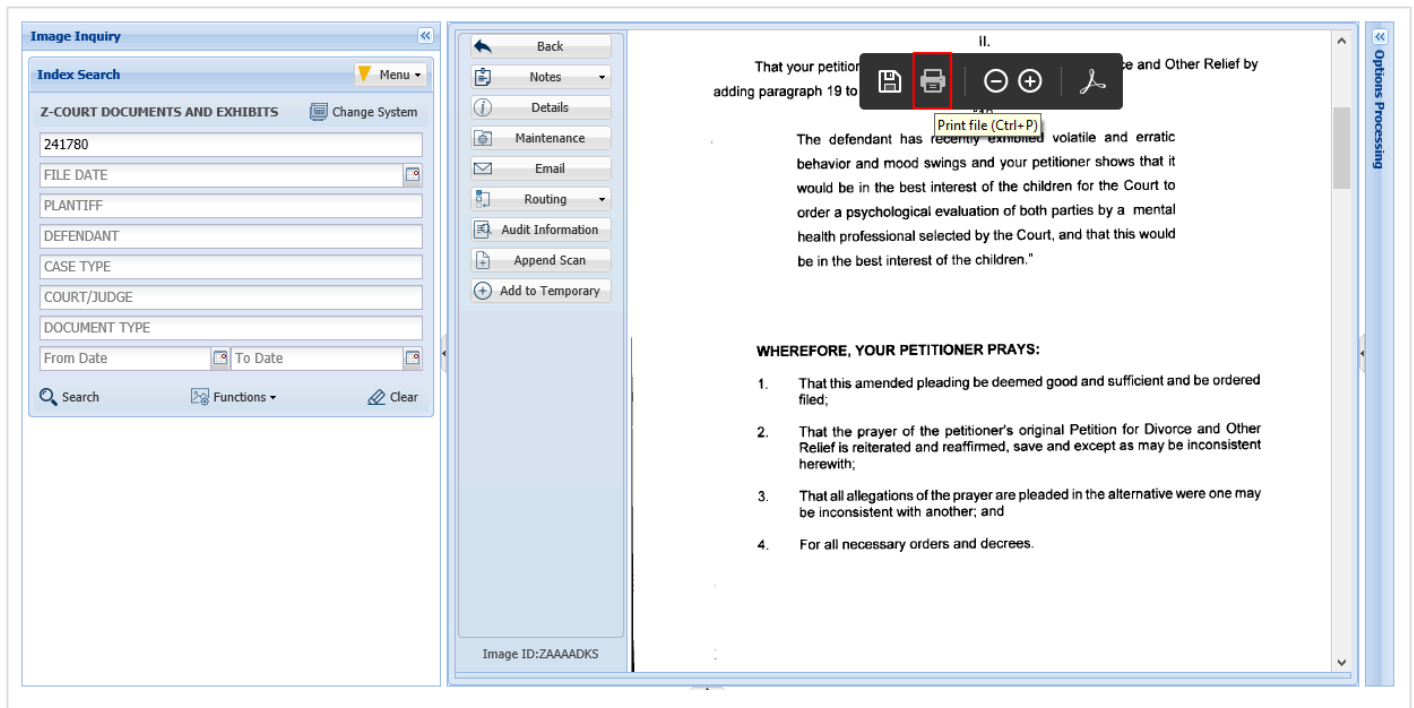 Image Inquiry
Index Search
Menu
Z-COURT DOCUMENTS AND EXHIBITS
Change System
241780
FILE DATE
PLANTIFF
DEFENDANT
CASE TYPE
COURT/JUDGE
DOCUMENT TYPE
From Date
To Date
Search
Functions
Clear
Back
Notes
Details
Maintenance
Email
Routing
Audit Information
Append Scan
Add to Temporary
Image ID:ZAAAADKS
II.
That your petitior
e and Other Relief by
adding paragraph 19 to
Print file (Ctrl+P)
The defendant has recently exhibited volatile and erratic
behavior and mood swings and your petitioner shows that it
would be in the best interest of the children for the Court to
order a psychological evaluation of both parties by a mental
health professional selected by the Court, and that this would
be in the best interest of the children."
WHEREFORE, YOUR PETITIONER PRAYS:
1. That this amended pleading be deemed good and sufficient and be ordered
filed;
2. That the prayer of the petitioner's original Petition for Divorce and Other
Relief is reiterated and reaffirmed, save and except as may be inconsistent
herewith;
3. That all allegations of the prayer are pleaded in the alternative were one may
be inconsistent with another; and
4. For all necessary orders and decrees.
Options Processing